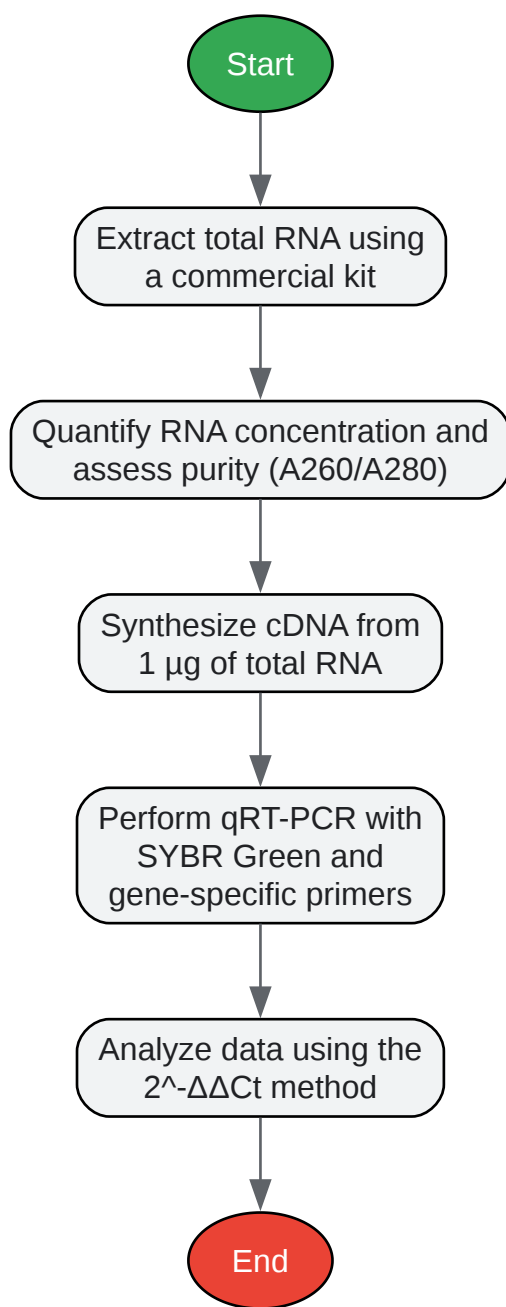 Start
Extract total RNA using
a commercial kit
Quantify RNA concentration and
assess purity (A260/A280)
Synthesize cDNA from
1 µg of total RNA
Perform qRT-PCR with
SYBR Green and
gene-specific primers
Analyze data using the
2^-ΔΔCt method
End